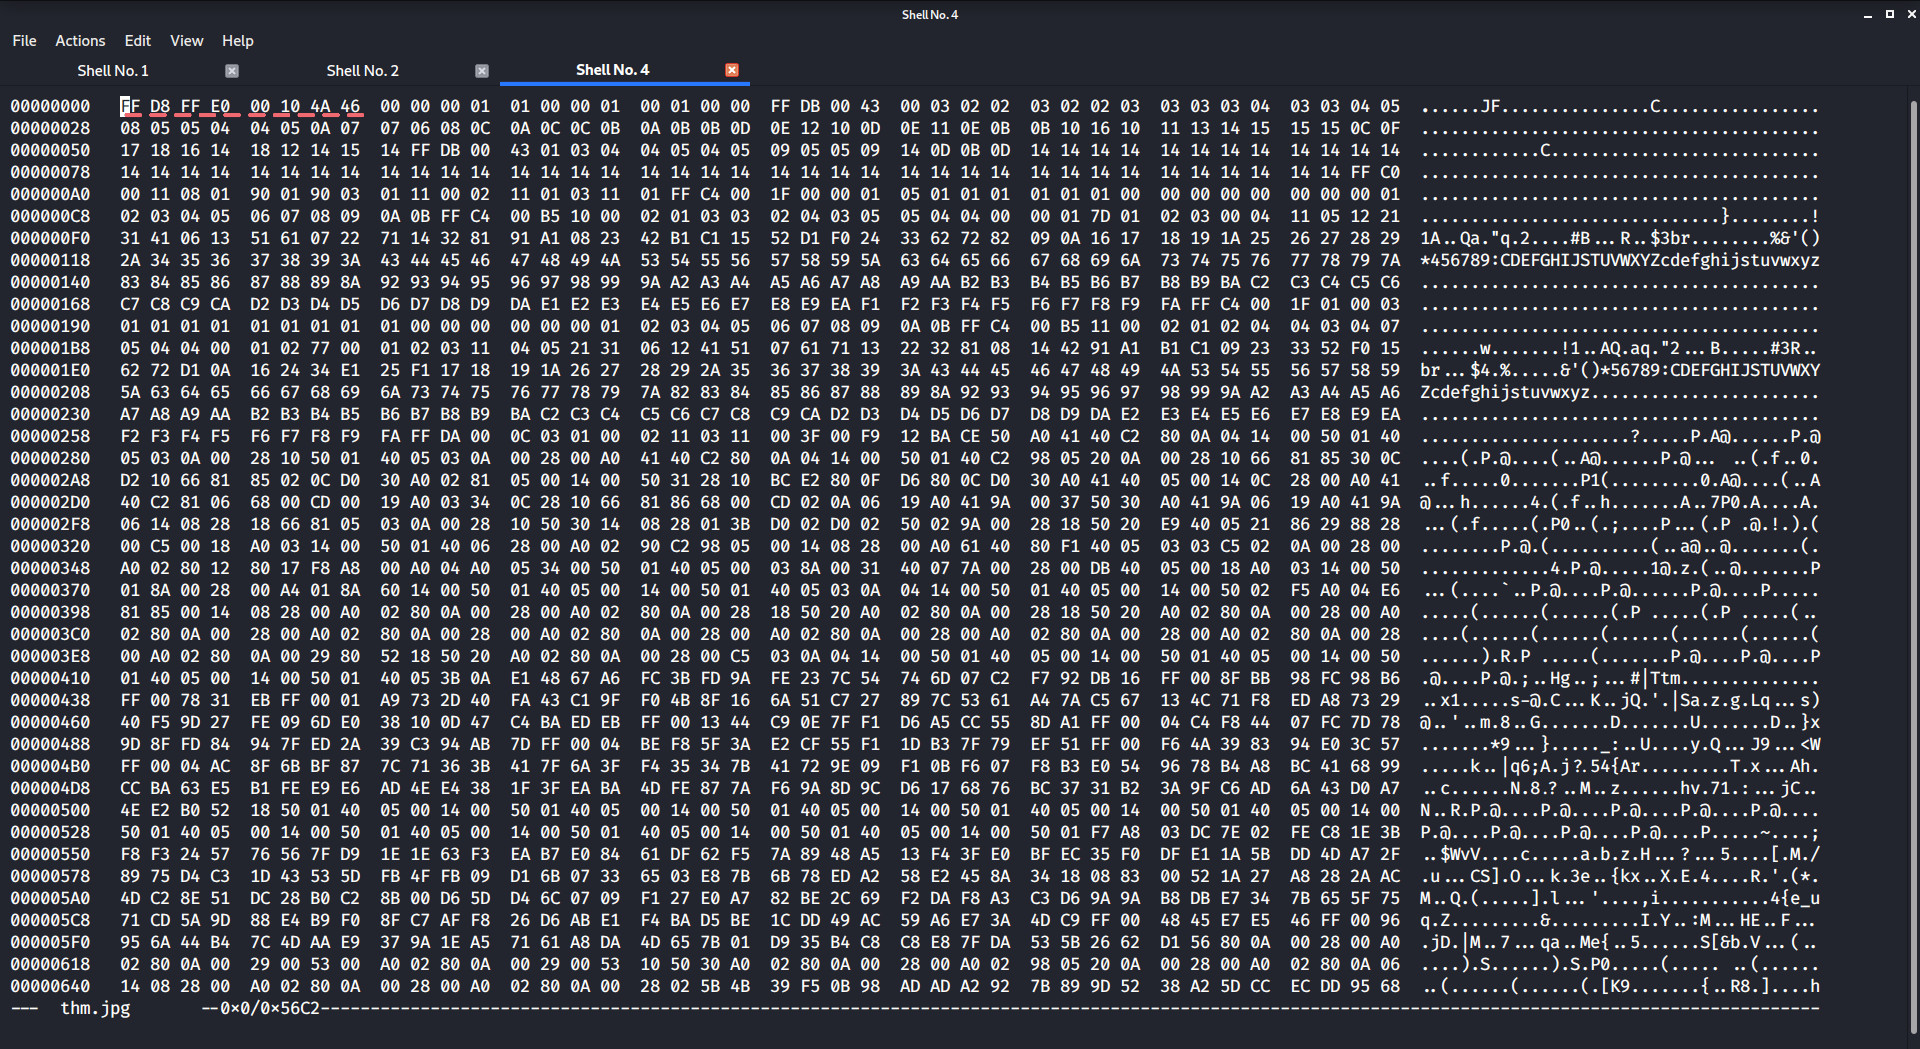 Shell No. 4
File Actions Edit View Help
Shell No. 1 Shell No. 2 Shell No. 4
00000000 FF D8 FF E0 00 10 4A 46 00 00 00 01 01 00 00 01 00 01 00 00 FF DB 00 43 00 03 02 02 03 02 02 03 03 03 03 04 03 03 04 05 ......JF.............C................
00000028 08 05 05 04 04 05 0A 07 07 06 08 0C 0A 0C 0C 0B 0A 0B 0B 0D 0E 12 10 0D 0E 11 0E 0B 0B 10 16 10 11 13 14 15 15 15 0C 0F ........................................
00000050 17 18 16 14 18 12 14 15 14 FF DB 00 43 01 03 04 04 05 04 05 09 05 05 09 14 0D 0B 0D 14 14 14 14 14 14 14 14 14 14 14 14 ............C...........................
00000078 14 14 14 14 14 14 14 14 14 14 14 14 14 14 14 14 14 14 14 14 14 14 14 14 14 14 14 14 14 14 14 14 14 14 14 14 14 14 FF C0 ........................................
000000A0 00 11 08 01 90 01 90 03 01 11 00 02 11 01 03 11 01 FF C4 00 1F 00 00 01 05 01 01 01 01 01 01 00 00 00 00 00 00 00 00 01 ........................................
000000C8 02 03 04 05 06 07 08 09 0A 0B FF C4 00 B5 10 00 02 01 03 03 02 04 03 05 05 04 04 00 00 01 7D 01 02 03 00 04 11 05 12 21 ..............................}........!
000000F0 31 41 06 13 51 61 07 22 71 14 32 81 91 A1 08 23 42 B1 C1 15 52 D1 F0 24 33 62 72 82 09 0A 16 17 18 19 1A 25 26 27 28 29 1A..Qa."q.2....#B...R..$3br........%&'()
00000118 2A 34 35 36 37 38 39 3A 43 44 45 46 47 48 49 4A 53 54 55 56 57 58 59 5A 63 64 65 66 67 68 69 6A 73 74 75 76 77 78 79 7A *456789:CDEFGHIJSTUVWXYZcdefghijstuvwxyz
00000140 83 84 85 86 87 88 89 8A 92 93 94 95 96 97 98 99 9A A2 A3 A4 A5 A6 A7 A8 A9 AA B2 B3 B4 B5 B6 B7 B8 B9 BA C2 C3 C4 C5 C6 ........................................
00000168 C7 C8 C9 CA D2 D3 D4 D5 D6 D7 D8 D9 DA E1 E2 E3 E4 E5 E6 E7 E8 E9 EA F1 F2 F3 F4 F5 F6 F7 F8 F9 FA FF C4 00 1F 01 00 03 ........................................
00000190 01 01 01 01 01 01 01 01 01 00 00 00 00 00 00 01 02 03 04 05 06 07 08 09 0A 0B FF C4 00 B5 11 00 02 01 02 04 04 03 04 07 ........................................
000001B8 05 04 04 00 01 02 77 00 01 02 03 11 04 05 21 31 06 12 41 51 07 61 71 13 22 32 81 08 14 42 91 A1 B1 C1 09 23 33 52 F0 15 ......w.......!1..AQ.aq."2...B.....#3R..
000001E0 62 72 D1 0A 16 24 34 E1 25 F1 17 18 19 1A 26 27 28 29 2A 35 36 37 38 39 3A 43 44 45 46 47 48 49 4A 53 54 55 56 57 58 59 br...$4.%.....&'()*56789:CDEFGHIJSTUVWXY
00000208 5A 63 64 65 66 67 68 69 6A 73 74 75 76 77 78 79 7A 82 83 84 85 86 87 88 89 8A 92 93 94 95 96 97 98 99 9A A2 A3 A4 A5 A6 Zcdefghijstuvwxyz.......................
00000230 A7 A8 A9 AA B2 B3 B4 B5 B6 B7 B8 B9 BA C2 C3 C4 C5 C6 C7 C8 C9 CA D2 D3 D4 D5 D6 D7 D8 D9 DA E2 E3 E4 E5 E6 E7 E8 E9 EA ........................................
00000258 F2 F3 F4 F5 F6 F7 F8 F9 FA FF DA 00 0C 03 01 00 02 11 03 11 00 3F 00 F9 12 BA CE 50 A0 41 40 C2 80 0A 04 14 00 50 01 40 .....................?.....P.A@......P.@
00000280 05 03 0A 00 28 10 50 01 40 05 03 0A 00 28 00 A0 41 40 C2 80 0A 04 14 00 50 01 40 C2 98 05 20 0A 00 28 10 66 81 85 30 0C ....(.P.@....(..A@......P.@... ..(.f..0.
000002A8 D2 10 66 81 85 02 0C D0 30 A0 02 81 05 00 14 00 50 31 28 10 BC E2 80 0F D6 80 0C D0 30 A0 41 40 05 00 14 0C 28 00 A0 41 ..f.....0.......P1(.........0.A@....(..A
000002D0 40 C2 81 06 68 00 CD 00 19 A0 03 34 0C 28 10 66 81 86 68 00 CD 02 0A 06 19 A0 41 9A 00 37 50 30 A0 41 9A 06 19 A0 41 9A @...h......4.(.f..h.......A..7P0.A....A.
000002F8 06 14 08 28 18 66 81 05 03 0A 00 28 10 50 30 14 08 28 01 3B D0 02 D0 02 50 02 9A 00 28 18 50 20 E9 40 05 21 86 29 88 28 ...(.f.....(.P0..(.;....P...(.P .@.!.).(
00000320 00 C5 00 18 A0 03 14 00 50 01 40 06 28 00 A0 02 90 C2 98 05 00 14 08 28 00 A0 61 40 80 F1 40 05 03 03 C5 02 0A 00 28 00 ........P.@.(..........(..a@..@.......(.
00000348 A0 02 80 12 80 17 F8 A8 00 A0 04 A0 05 34 00 50 01 40 05 00 03 8A 00 31 40 07 7A 00 28 00 DB 40 05 00 18 A0 03 14 00 50 .............4.P.@.....1@.z.(..@.......P
00000370 01 8A 00 28 00 A4 01 8A 60 14 00 50 01 40 05 00 14 00 50 01 40 05 03 0A 04 14 00 50 01 40 05 00 14 00 50 02 F5 A0 04 E6 ...(....`..P.@....P.@......P.@....P.....
00000398 81 85 00 14 08 28 00 A0 02 80 0A 00 28 00 A0 02 80 0A 00 28 18 50 20 A0 02 80 0A 00 28 18 50 20 A0 02 80 0A 00 28 00 A0 .....(......(......(.P .....(.P .....(..
000003C0 02 80 0A 00 28 00 A0 02 80 0A 00 28 00 A0 02 80 0A 00 28 00 A0 02 80 0A 00 28 00 A0 02 80 0A 00 28 00 A0 02 80 0A 00 28 ....(......(......(......(......(......(
000003E8 00 A0 02 80 0A 00 29 80 52 18 50 20 A0 02 80 0A 00 28 00 C5 03 0A 04 14 00 50 01 40 05 00 14 00 50 01 40 05 00 14 00 50 ......).R.P .....(.......P.@....P.@....P
00000410 01 40 05 00 14 00 50 01 40 05 3B 0A E1 48 67 A6 FC 3B FD 9A FE 23 7C 54 74 6D 07 C2 F7 92 DB 16 FF 00 8F BB 98 FC 98 B6 .@....P.@.;..Hg..;...#|Ttm..............
00000438 FF 00 78 31 EB FF 00 01 A9 73 2D 40 FA 43 C1 9F F0 4B 8F 16 6A 51 C7 27 89 7C 53 61 A4 7A C5 67 13 4C 71 F8 ED A8 73 29 ..x1.....s-@.C...K..jQ.'.|Sa.z.g.Lq...s)
00000460 40 F5 9D 27 FE 09 6D E0 38 10 0D 47 C4 BA ED EB FF 00 13 44 C9 0E 7F F1 D6 A5 CC 55 8D A1 FF 00 04 C4 F8 44 07 FC 7D 78 @..'..m.8..G.......D.......U.......D..}x
00000488 9D 8F FD 84 94 7F ED 2A 39 C3 94 AB 7D FF 00 04 BE F8 5F 3A E2 CF 55 F1 1D B3 7F 79 EF 51 FF 00 F6 4A 39 83 94 E0 3C 57 .......*9...}....._:..U....y.Q...J9...<W
000004B0 FF 00 04 AC 8F 6B BF 87 7C 71 36 3B 41 7F 6A 3F F4 35 34 7B 41 72 9E 09 F1 0B F6 07 F8 B3 E0 54 96 78 B4 A8 BC 41 68 99 .....k..|q6;A.j?.54{Ar.........T.x...Ah.
000004D8 CC BA 63 E5 B1 FE E9 E6 AD 4E E4 38 1F 3F EA BA 4D FE 87 7A F6 9A 8D 9C D6 17 68 76 BC 37 31 B2 3A 9F C6 AD 6A 43 D0 A7 ..c......N.8.?..M..z......hv.71.:...jC..
00000500 4E E2 B0 52 18 50 01 40 05 00 14 00 50 01 40 05 00 14 00 50 01 40 05 00 14 00 50 01 40 05 00 14 00 50 01 40 05 00 14 00 N..R.P.@....P.@....P.@....P.@....P.@....
00000528 50 01 40 05 00 14 00 50 01 40 05 00 14 00 50 01 40 05 00 14 00 50 01 40 05 00 14 00 50 01 F7 A8 03 DC 7E 02 FE C8 1E 3B P.@....P.@....P.@....P.@....P.....~....;
00000550 F8 F3 24 57 76 56 7F D9 1E 1E 63 F3 EA B7 E0 84 61 DF 62 F5 7A 89 48 A5 13 F4 3F E0 BF EC 35 F0 DF E1 1A 5B DD 4D A7 2F ..$WvV....c.....a.b.z.H...?...5....[.M./
00000578 89 75 D4 C3 1D 43 53 5D FB 4F FB 09 D1 6B 07 33 65 03 E8 7B 6B 78 ED A2 58 E2 45 8A 34 18 08 83 00 52 1A 27 A8 28 2A AC .u...CS].O...k.3e..{kx..X.E.4....R.'.(*.
000005A0 4D C2 8E 51 DC 28 B0 C2 8B 00 D6 5D D4 6C 07 09 F1 27 E0 A7 82 BE 2C 69 F2 DA F8 A3 C3 D6 9A 9A B8 DB E7 34 7B 65 5F 75 M..Q.(.....].l...'....,i...........4{e_u
000005C8 71 CD 5A 9D 88 E4 B9 F0 8F C7 AF F8 26 D6 AB E1 F4 BA D5 BE 1C DD 49 AC 59 A6 E7 3A 4D C9 FF 00 48 45 E7 E5 46 FF 00 96 q.Z.........&........I.Y..:M...HE..F....
000005F0 95 6A 44 B4 7C 4D AA E9 37 9A 1E A5 71 61 A8 DA 4D 65 7B 01 D9 35 B4 C8 C8 E8 7F DA 53 5B 26 62 D1 56 80 0A 00 28 00 A0 .jD.|M..7...qa..Me{..5......S[&b.V...(..
00000618 02 80 0A 00 29 00 53 00 A0 02 80 0A 00 29 00 53 10 50 30 A0 02 80 0A 00 28 00 A0 02 98 05 20 0A 00 28 00 A0 02 80 0A 06 ....).S......).S.P0.....(..... ..(......
00000640 14 08 28 00 A0 02 80 0A 00 28 00 A0 02 80 0A 00 28 02 5B 4B 39 F5 0B 98 AD AD A2 92 7B 89 9D 52 38 A2 5D CC EC DD 95 68 ..(......(......(.[K9.......{..R8.]....h
--- thm.jpg --0×0/0×56C2---------------------------------------------------------------